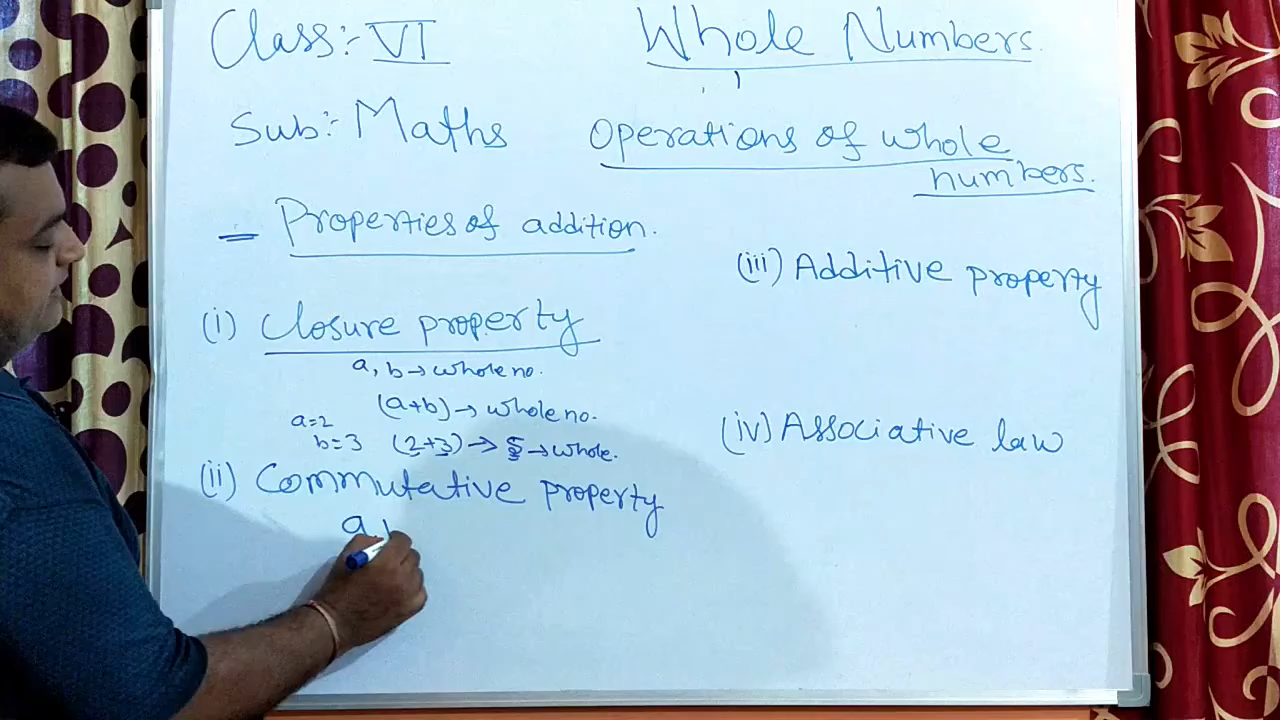 Class:- VI
Whole Numbers.
Sub:- Maths
Operations of whole
numbers.
- Properties of addition.
(i) Closure property
a, b → whole no.
(a+b) → whole no.
a=2
b=3 (2+3) → 5 → whole.
(ii) Commutative property
a,
(iii) Additive property
(iv) Associative law